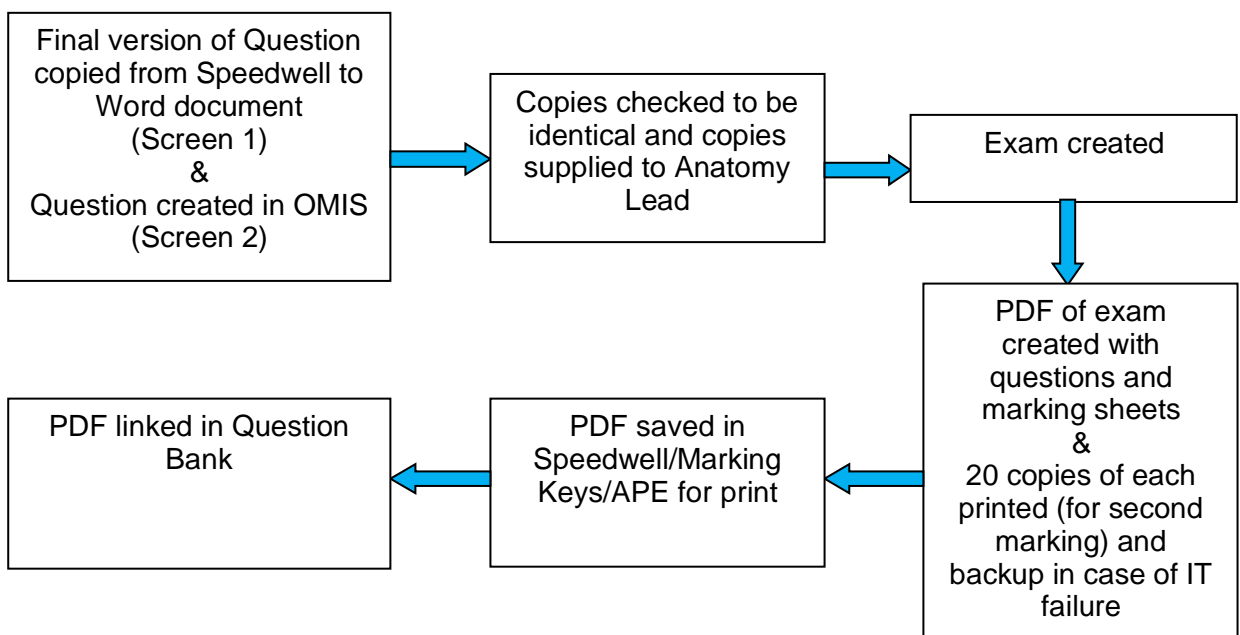 Final version of Question
copied from Speedwell to
Word document
(Screen 1)
&
Question created in OMIS
(Screen 2)
Copies checked to be
identical and copies
supplied to Anatomy
Lead
Exam created
PDF of exam
created with
questions and
marking sheets
&
20 copies of each
printed (for second
marking) and
backup in case of IT
failure
PDF saved in
Speedwell/Marking
Keys/APE for print
PDF linked in Question
Bank